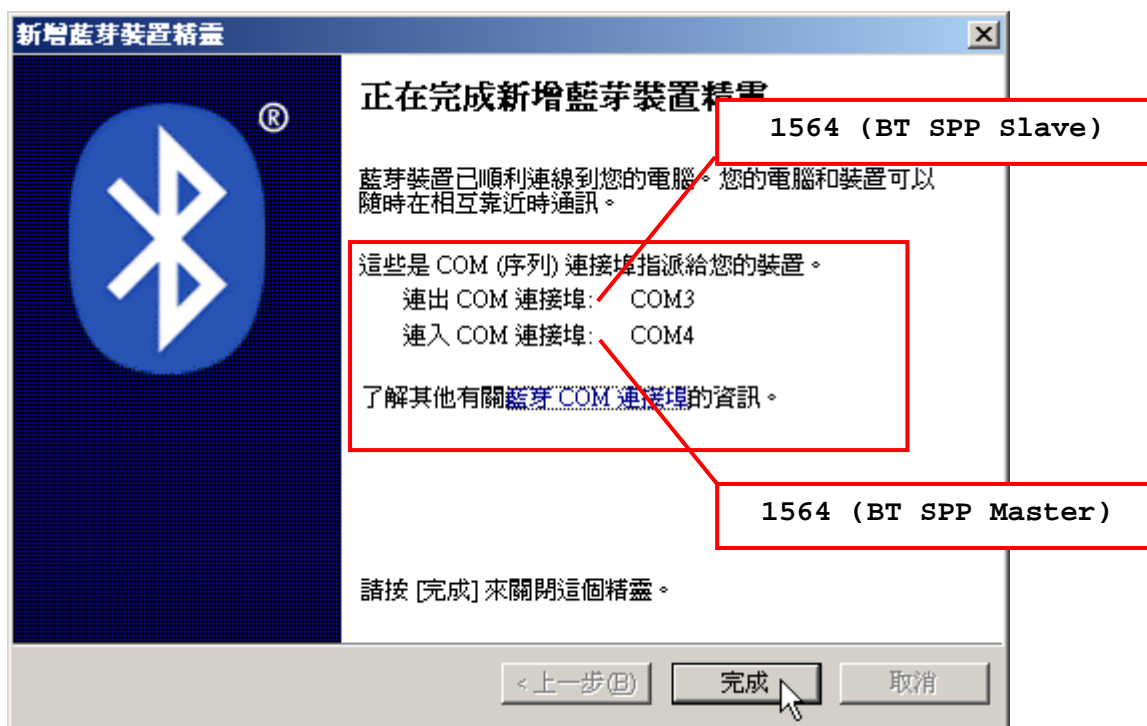 新增藍芽裝置精靈
®
正在完成新增藍芽裝置精靈
1564 (BT SPP Slave)
藍芽裝置已順利連線到您的電腦。您的電腦和裝置可以
隨時在相互靠近時通訊。
這些是 COM (序列) 連接埠指派給您的裝置。
連出 COM 連接埠: COM3
連入 COM 連接埠: COM4
了解其他有關藍芽 COM 連接埠的資訊。
1564 (BT SPP Master)
請按 [完成] 來關閉這個精靈。
<上一步(B)
完成
取消